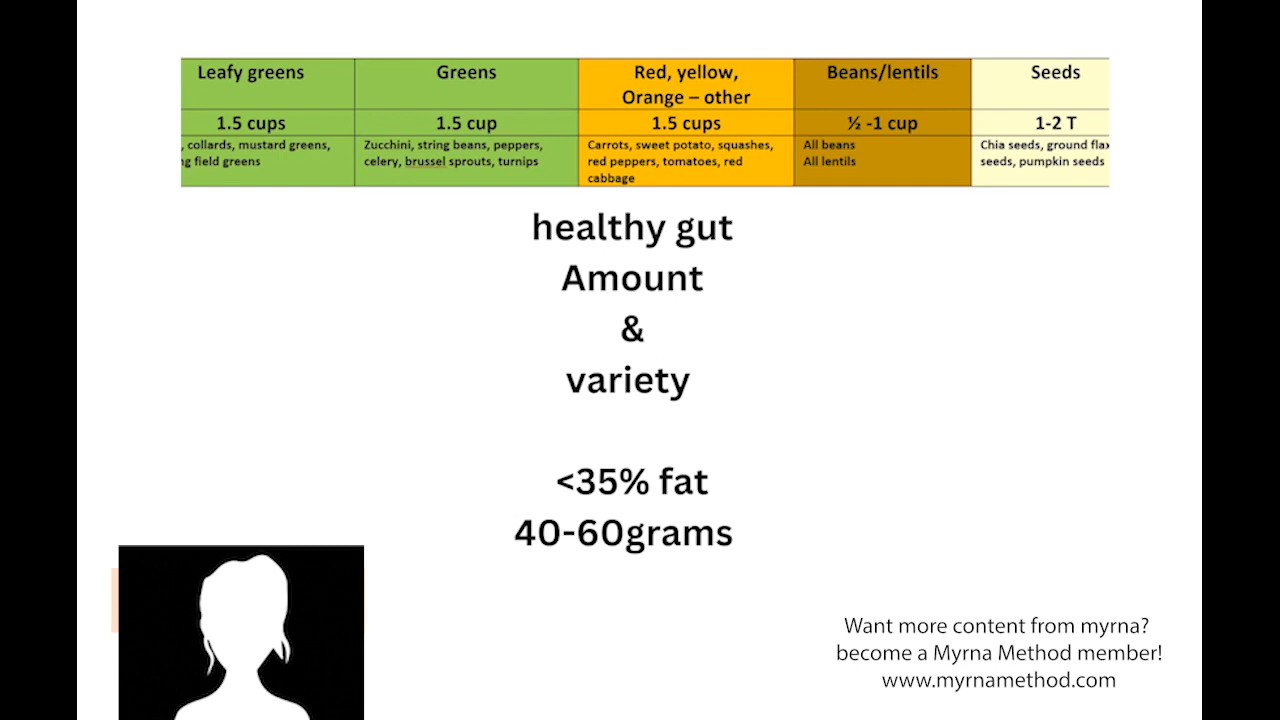 Leafy greens
Greens
Red, yellow,
Orange – other
Beans/lentils
Seeds
1.5 cups
1.5 cup
1.5 cups
½ -1 cup
1-2 T
, collards, mustard greens,
field greens
Zucchini, string beans, peppers,
celery, brussel sprouts, turnips
Carrots, sweet potato, squashes,
red peppers, tomatoes, red
cabbage
All beans
All lentils
Chia seeds, ground
seeds, pumpkin seeds
healthy gut
Amount
&
variety
<35% fat
40-60grams
Want more content from myrna?
become a Myrna Method member!
www.myrnamethod.com